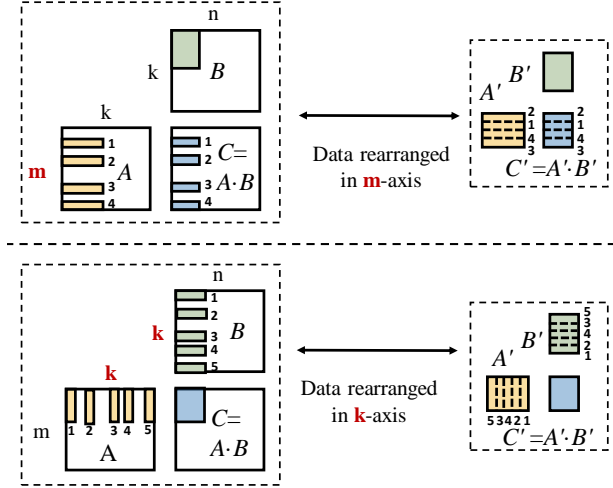 n
k
B
k
m
A
1
2
3
4
1
2
3
4
C=
A·B
Data rearranged
in m-axis
B'
A'
2
1
4
3
2
1
4
3
C'=A'·B'
n
k
B
1
2
3
4
5
k
m
A
1 2 3 4 5
C=
A·B
Data rearranged
in k-axis
B'
5
3
4
2
1
A'
5 3 4 2 1
C'=A'·B'